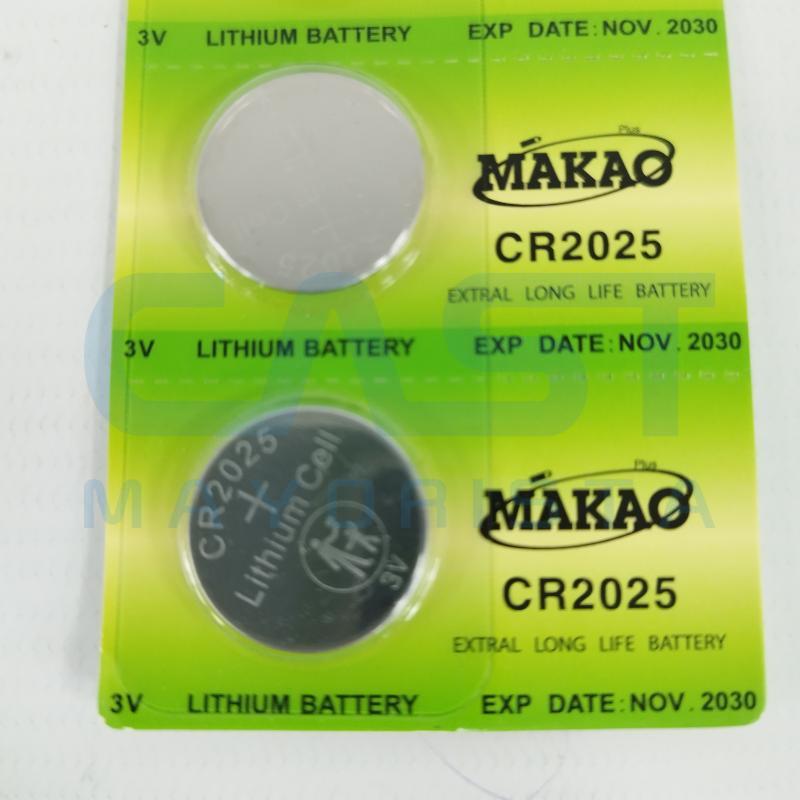 3V LITHIUM BATTERY EXP DATE: NOV. 2030
Plus
MAKAO
CR2025
EXTRAL LONG LIFE BATTERY
3V LITHIUM BATTERY EXP DATE: NOV. 2030
EAST
MAYORISTA
CR2025
+
Lithium Cell
3V
Plus
MAKAO
CR2025
EXTRAL LONG LIFE BATTERY
3V LITHIUM BATTERY EXP DATE: NOV. 2030